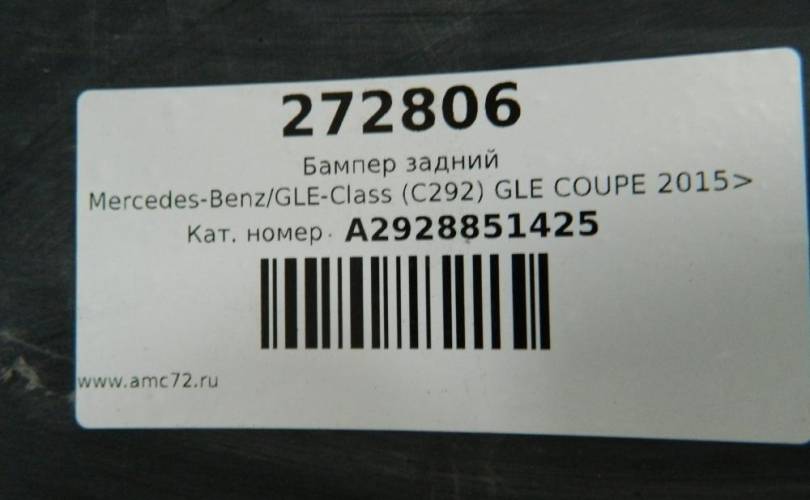 272806
Бампер задний
Mercedes-Benz/GLE-Class (C292) GLE COUPE 2015>
Кат. номер A2928851425
www.amc72.ru